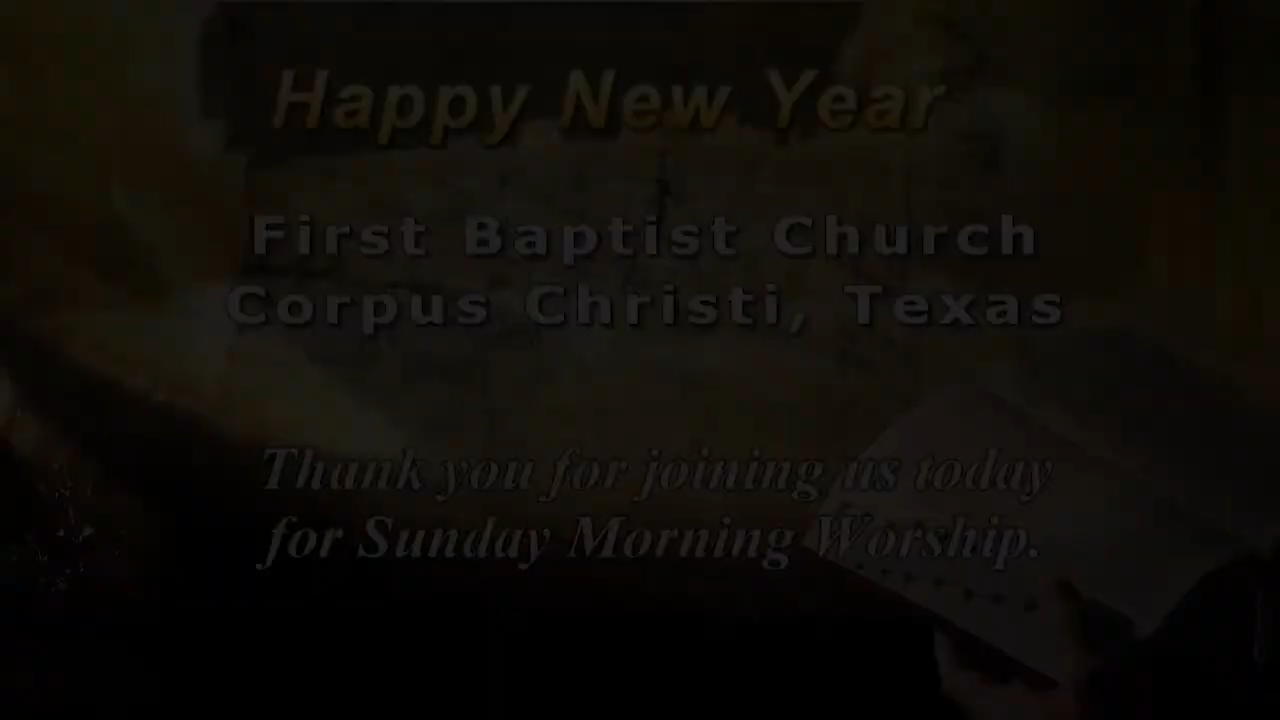 Happy New Year
First Baptist Church
Corpus Christi, Texas
Thank you for joining us today
for Sunday Morning Worship.